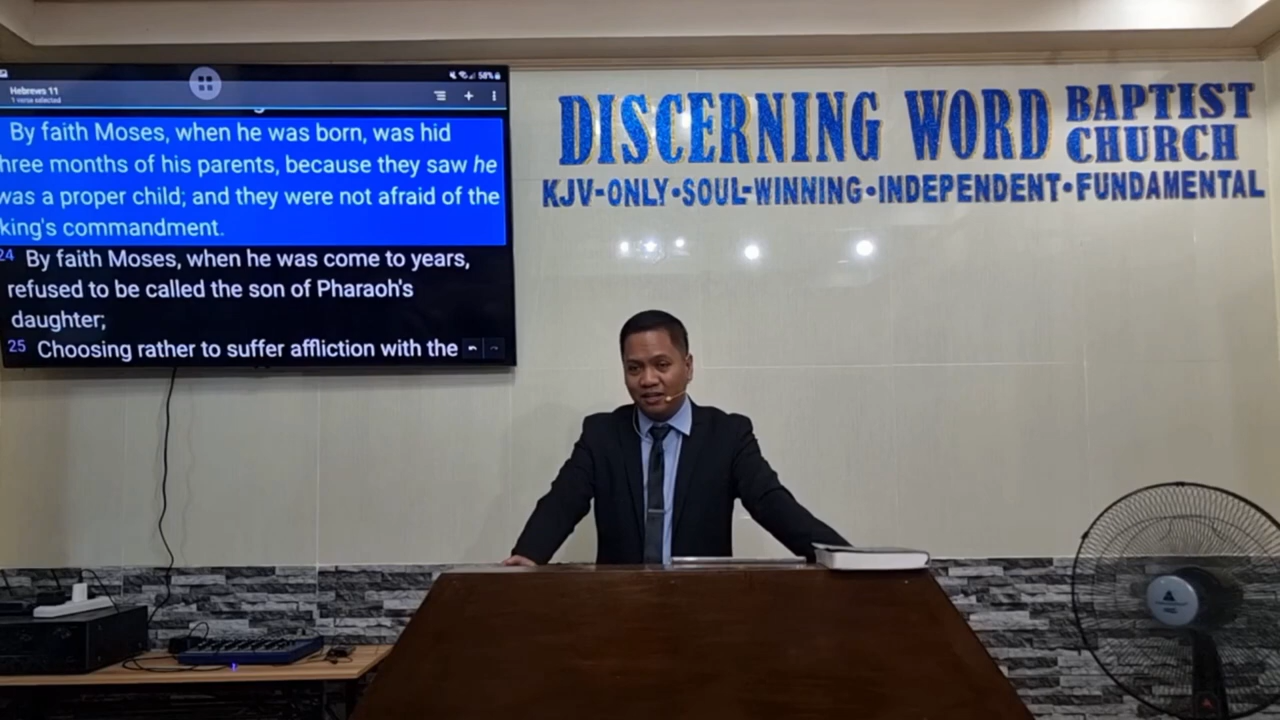 58%
Hebrews 11
1 verse selected
By faith Moses, when he was born, was hid
hree months of his parents, because they saw he
was a proper child; and they were not afraid of the
king's commandment.
24 By faith Moses, when he was come to years,
refused to be called the son of Pharaoh's
daughter;
25 Choosing rather to suffer affliction with the
DISCERNING WORD BAPTIST
CHURCH
KJV-ONLY•SOUL-WINNING•INDEPENDENT•FUNDAMENTAL